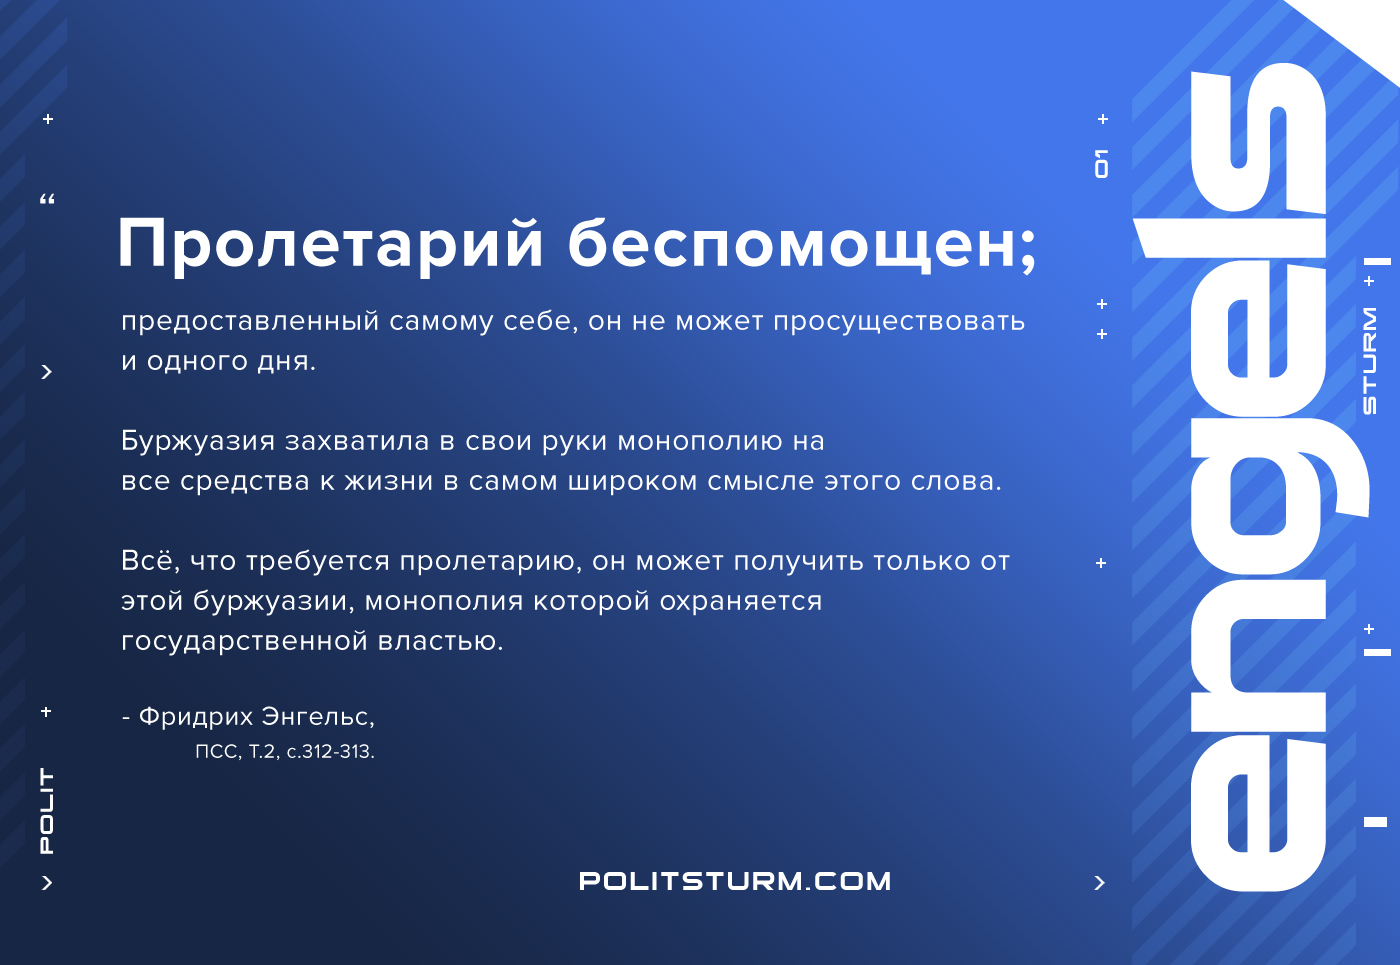 “
Пролетарий беспомощен;
предоставленный самому себе, он не может просуществовать
и одного дня.
Буржуазия захватила в свои руки монополию на
все средства к жизни в самом широком смысле этого слова.
Всё, что требуется пролетарию, он может получить только от
этой буржуазии, монополия которой охраняется
государственной властью.
- Фридрих Энгельс,
ПСС, Т.2, с.312-313.
POLIT
POLITSTURM.COM
01
engels
STURM